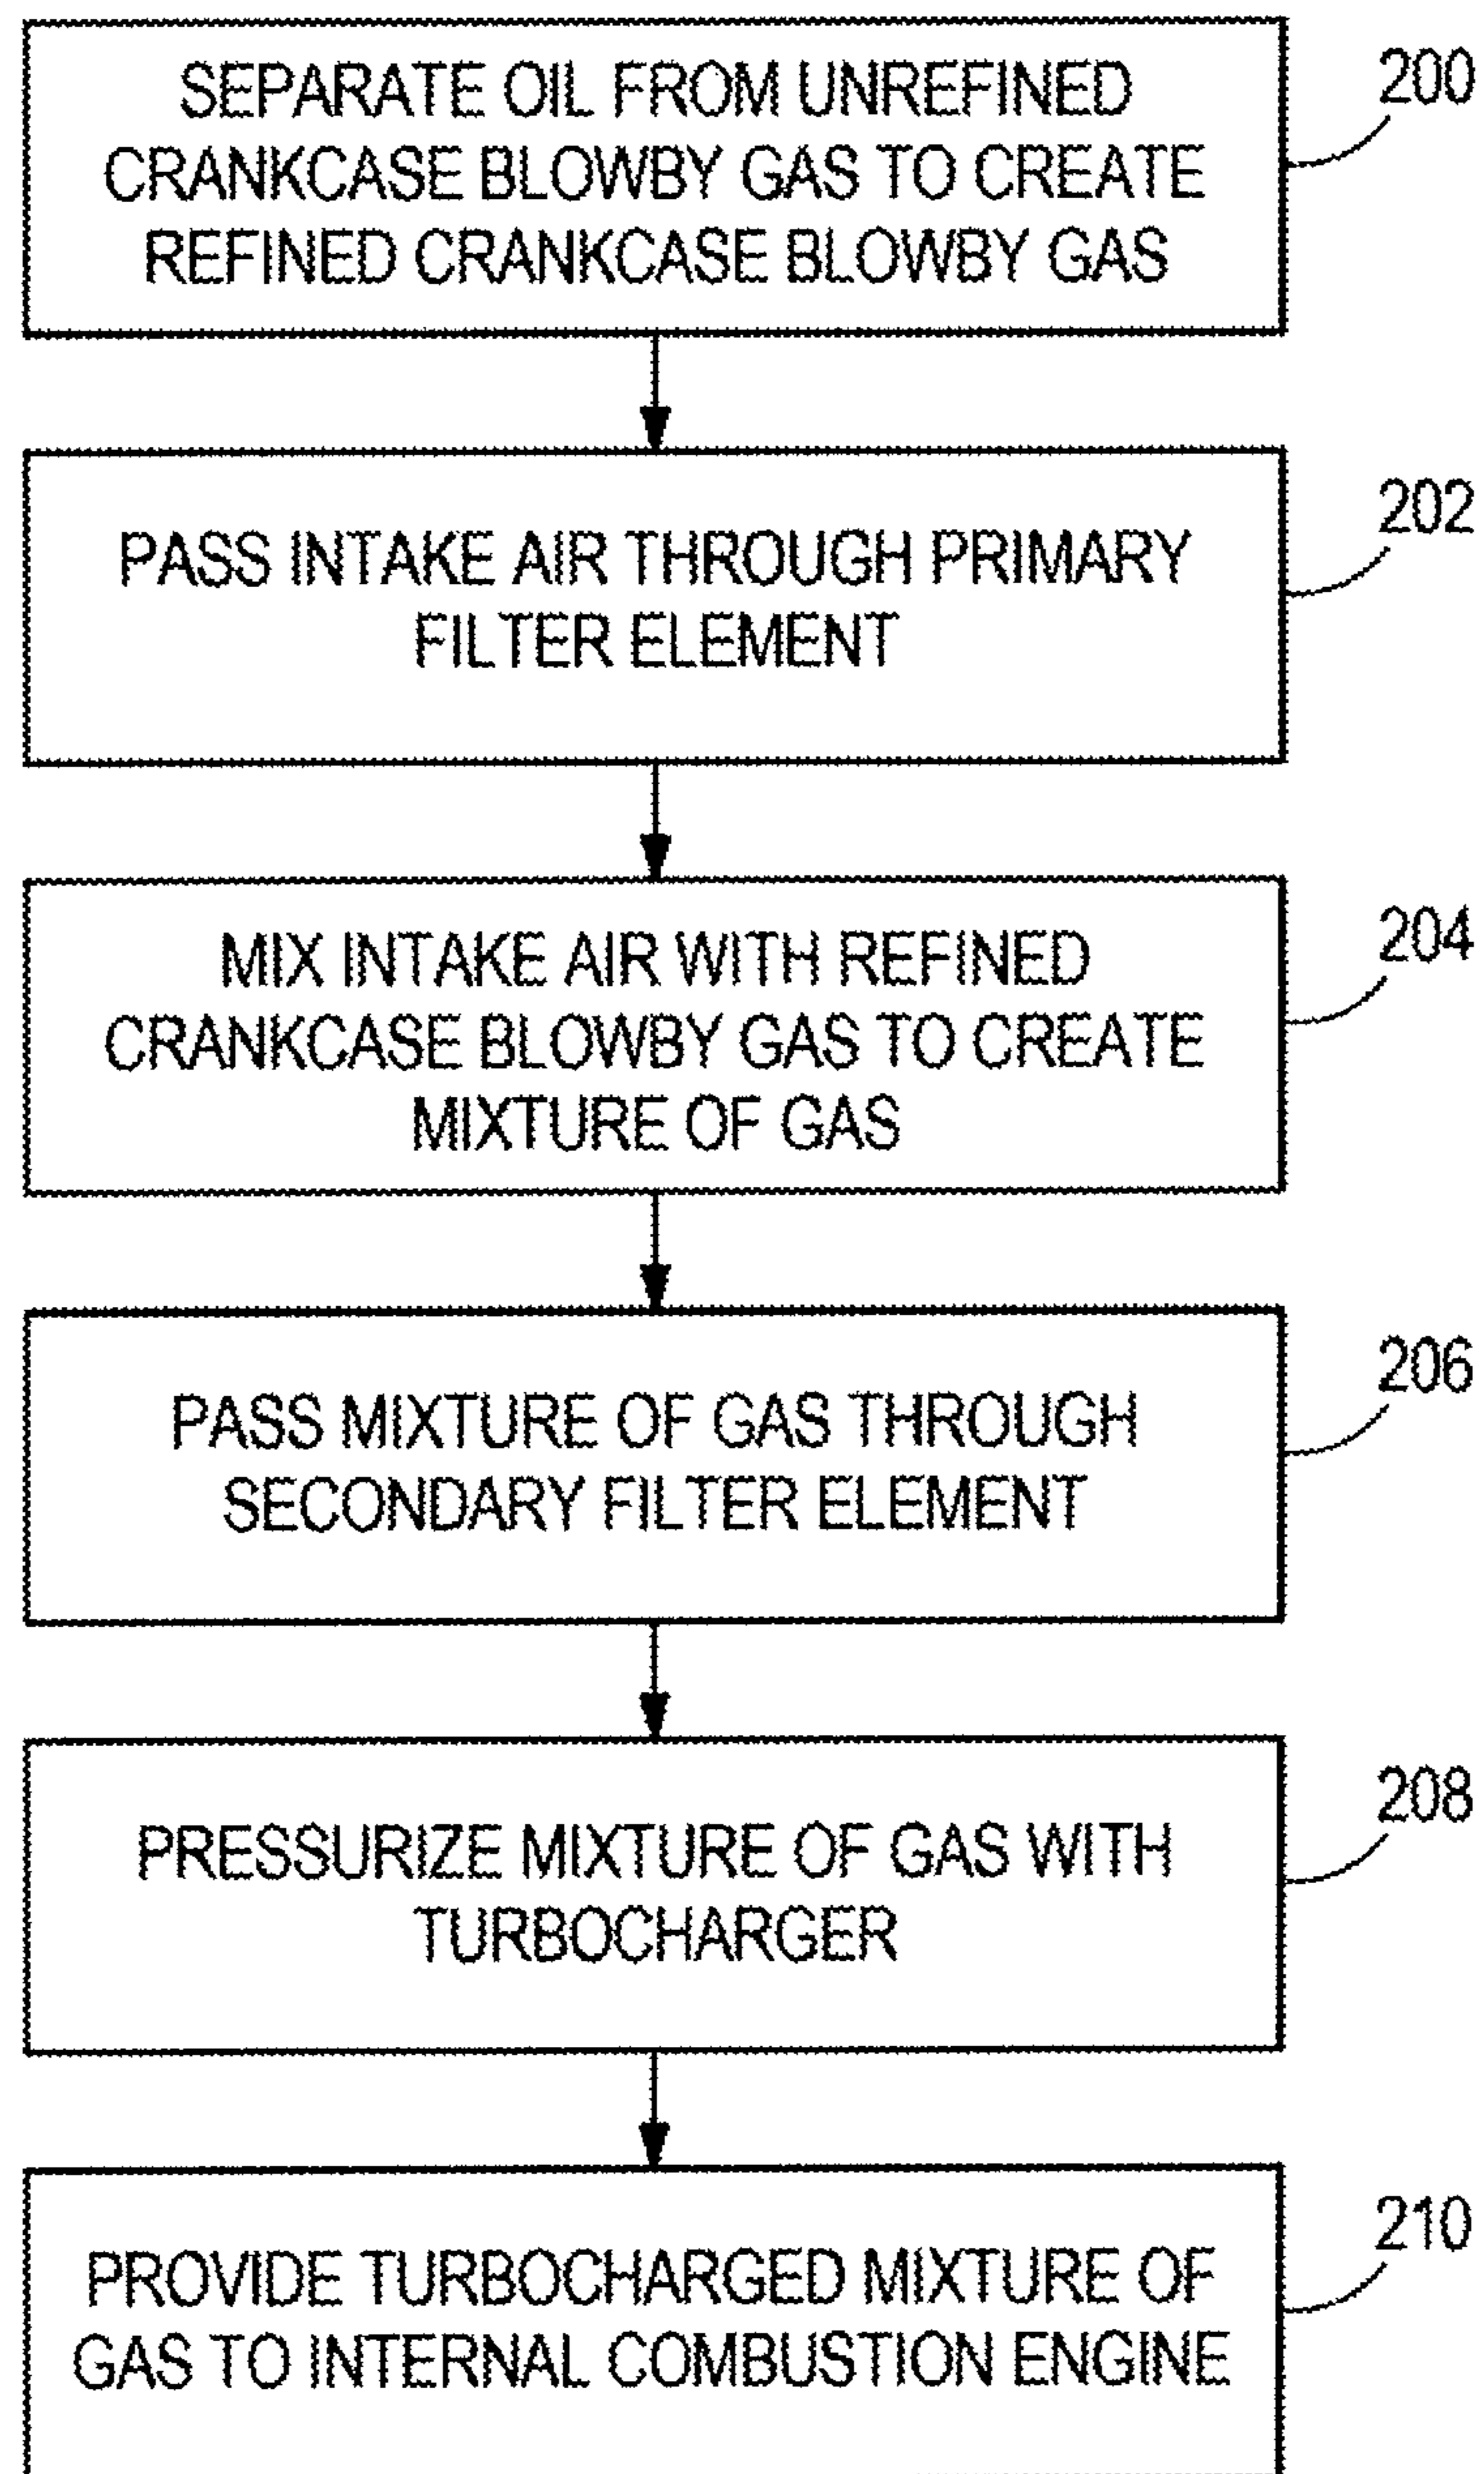 SEPARATE OIL FROM UNREFINED
CRANKCASE BLOWBY GAS TO CREATE
REFINED CRANKCASE BLOWBY GAS
200
PASS INTAKE AIR THROUGH PRIMARY
FILTER ELEMENT
202
MIX INTAKE AIR WITH REFINED
CRANKCASE BLOWBY GAS TO CREATE
MIXTURE OF GAS
204
PASS MIXTURE OF GAS THROUGH
SECONDARY FILTER ELEMENT
206
PRESSURIZE MIXTURE OF GAS WITH
TURBOCHARGER
208
PROVIDE TURBOCHARGED MIXTURE OF
GAS TO INTERNAL COMBUSTION ENGINE
210